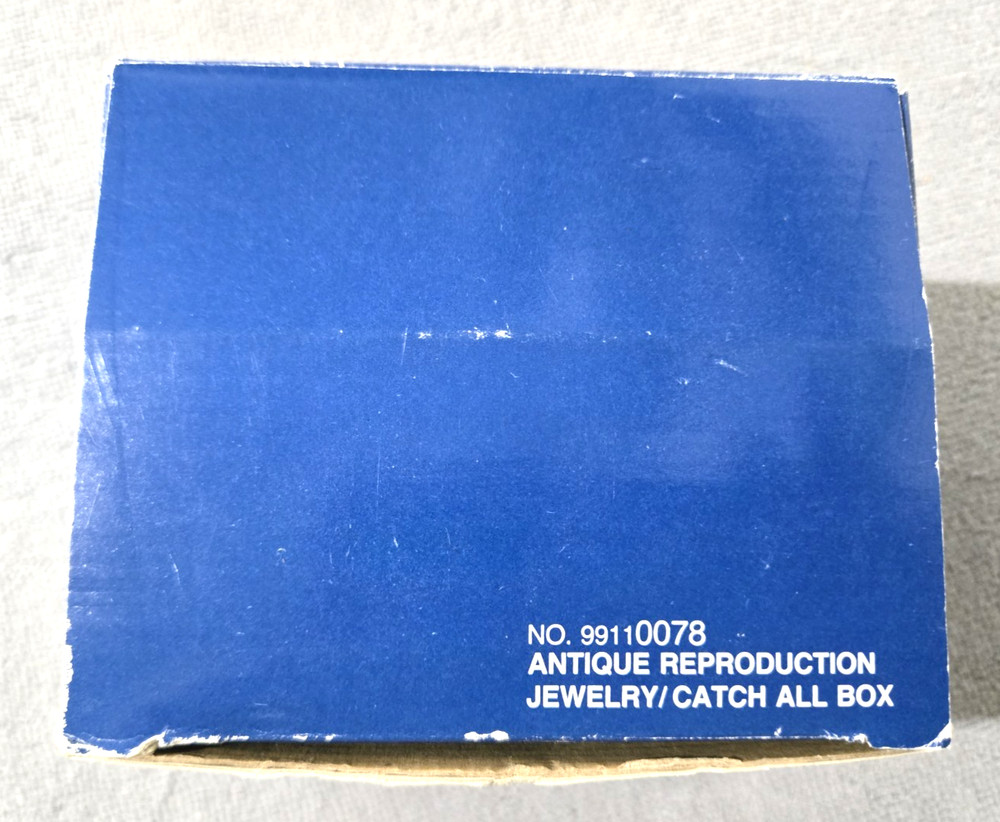 NO. 99110078
ANTIQUE REPRODUCTION
JEWELRY/CATCH ALL BOX